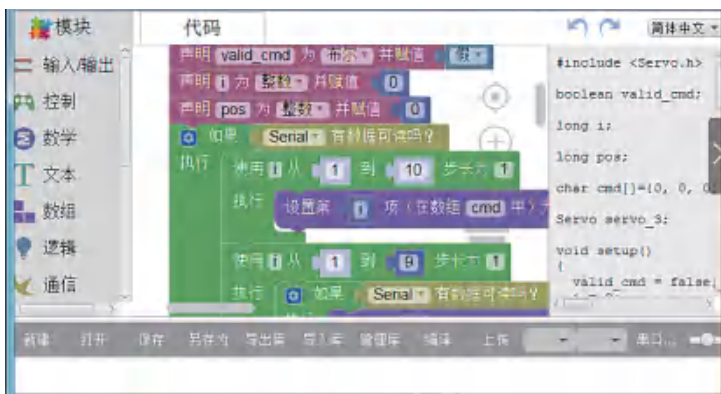 模块
代码
简体中文
输入/输出
控制
数学
文本
数组
逻辑
通信
声明 valid_cmd 为 布尔 并赋值 假
声明 i 为 整数 并赋值 0
声明 pos 为 整数 并赋值 0
如果 Serial 有数据可读吗?
执行 使用 i 从 1 到 10 步长为 1
执行 设置第 i 项(在数组 cmd 中)
使用 i 从 1 到 9 步长为 1
执行 如果 Serial 有数据可读吗?
#include <Servo.h>
boolean valid_cmd;
long i;
long pos;
char cmd[]={0, 0, 0
Servo servo_3;
void setup()
{
valid_cmd = false;
新建 打开 保存 另存为 导出库 导入库 管理库 编译 上传 串口...